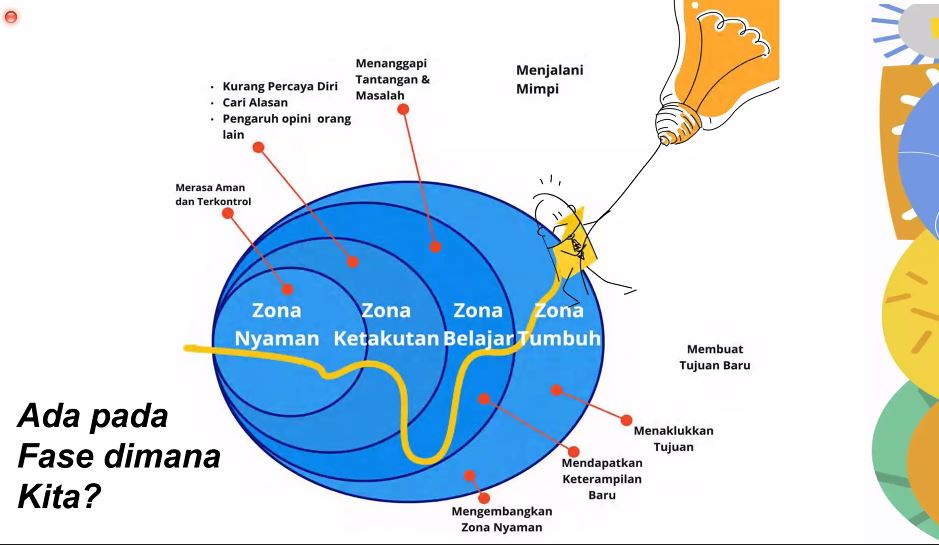 Menanggapi
Tantangan &
Masalah
Menjalani
Mimpi
· Kurang Percaya Diri
· Cari Alasan
· Pengaruh opini orang
lain
Merasa Aman
dan Terkontrol
Zona
Nyaman
Zona
Ketakutan
Zona
Belajar
Zona
Tumbuh
Membuat
Tujuan Baru
Ada pada
Fase dimana
Kita?
Menaklukkan
Tujuan
Mendapatkan
Keterampilan
Baru
Mengembangkan
Zona Nyaman